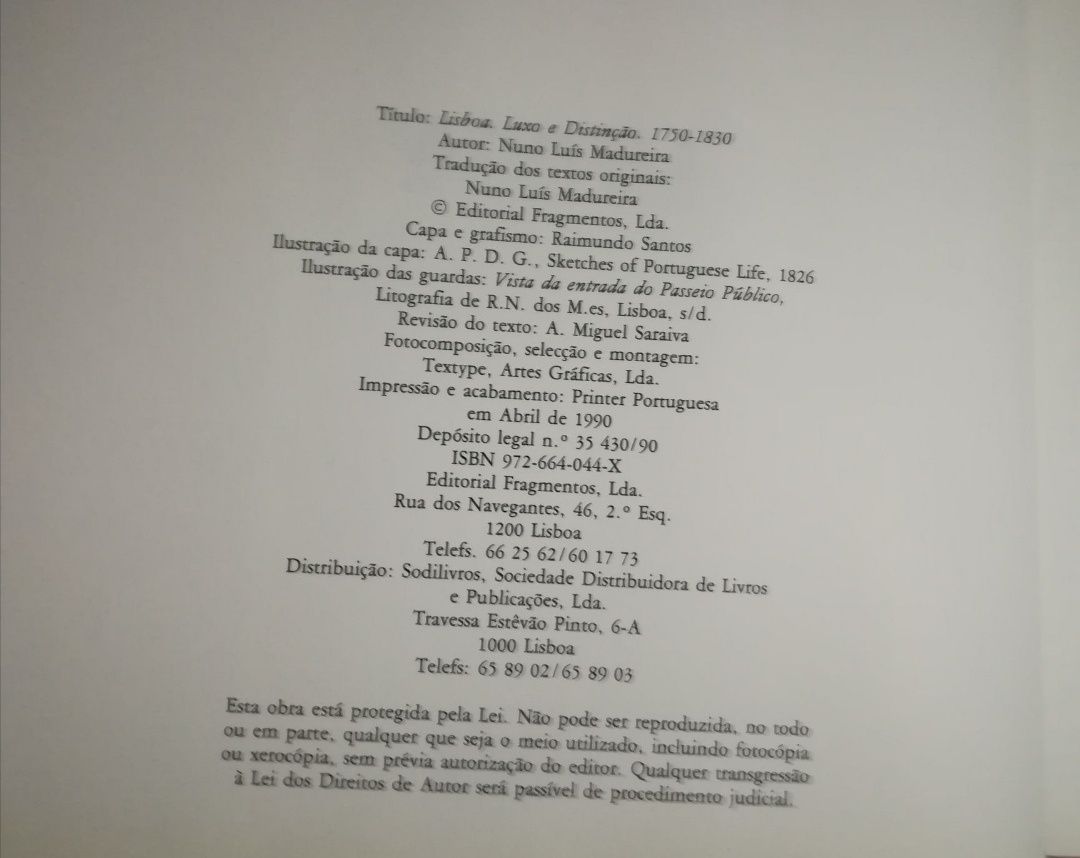 Título: Lisboa. Luxo e Distinção. 1750-1830
Autor: Nuno Luís Madureira
Tradução dos textos originais:
Nuno Luís Madureira
© Editorial Fragmentos, Lda.
Capa e grafismo: Raimundo Santos
Ilustração da capa: A. P. D. G., Sketches of Portuguese Life, 1826
Ilustração das guardas: Vista da entrada do Passeio Público,
Litografia de R.N. dos M.es, Lisboa, s/d.
Revisão do texto: A. Miguel Saraiva
Fotocomposição, selecção e montagem:
Textype, Artes Gráficas, Lda.
Impressão e acabamento: Printer Portuguesa
em Abril de 1990
Depósito legal n.º 35 430/90
ISBN 972-664-044-X
Editorial Fragmentos, Lda.
Rua dos Navegantes, 46, 2.º Esq.
1200 Lisboa
Telefs. 66 25 62/60 17 73
Distribuição: Sodilivros, Sociedade Distribuidora de Livros
e Publicações, Lda.
Travessa Estêvão Pinto, 6-A
1000 Lisboa
Telefs: 65 89 02/65 89 03
Esta obra está protegida pela Lei. Não pode ser reproduzida, no todo
ou em parte, qualquer que seja o meio utilizado, incluindo fotocópia
ou xerocópia, sem prévia autorização do editor. Qualquer transgressão
à Lei dos Direitos de Autor será passível de procedimento judicial.